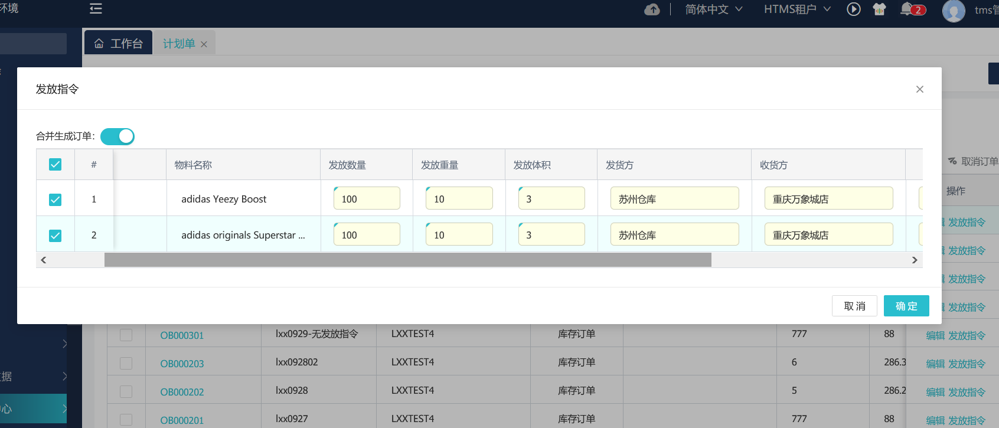 环境
简体中文
HTMS租户
2
tms管
工作台
计划单
发放指令
合并生成订单：
# 物料名称 发放数量 发放重量 发放体积 发货方 收货方
1 adidas Yeezy Boost 100 10 3 苏州仓库 重庆万象城店
2 adidas originals Superstar ... 100 10 3 苏州仓库 重庆万象城店
取消 确定
取消订单
操作
发放指令
发放指令
发放指令
发放指令
OB000301 lxx0929-无发放指令 LXXTEST4 库存订单 777 88 编辑 发放指令
OB000203 lxx092802 LXXTEST4 库存订单 6 286.3 编辑 发放指令
OB000202 lxx0928 LXXTEST4 库存订单 5 286.2 编辑 发放指令
OB000201 lxx0927 LXXTEST4 库存订单 777 88 编辑 发放指令
据
心